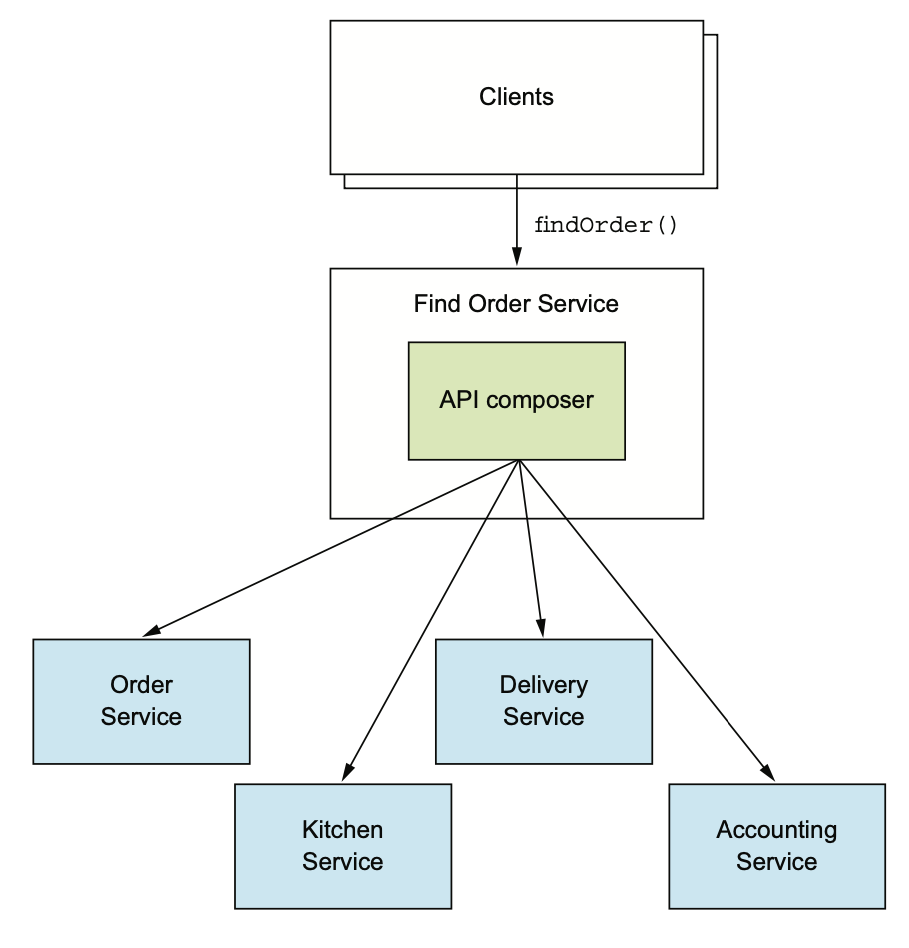 Clients
findOrder()
Find Order Service
API composer
Order
Service
Delivery
Service
Kitchen
Service
Accounting
Service